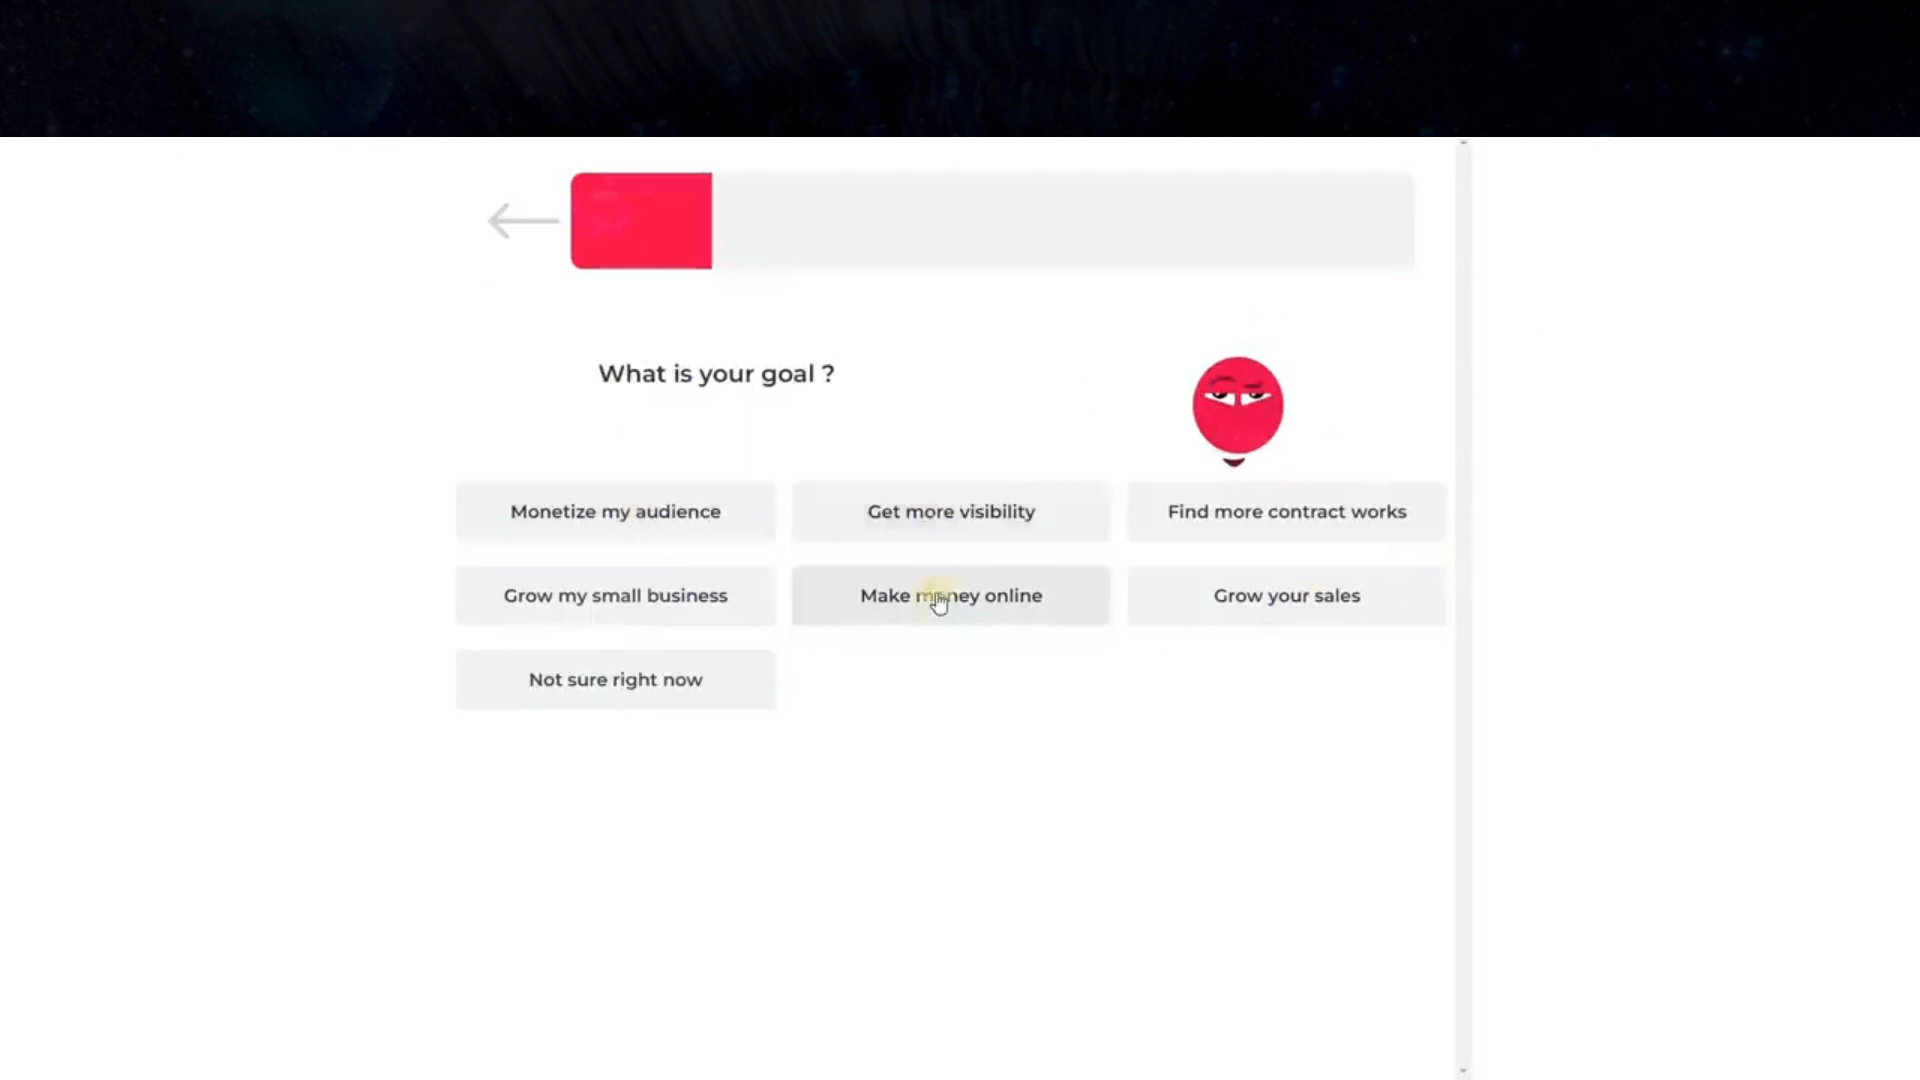 What is your goal ?
Monetize my audience
Get more visibility
Find more contract works
Grow my small business
Make money online
Grow your sales
Not sure right now